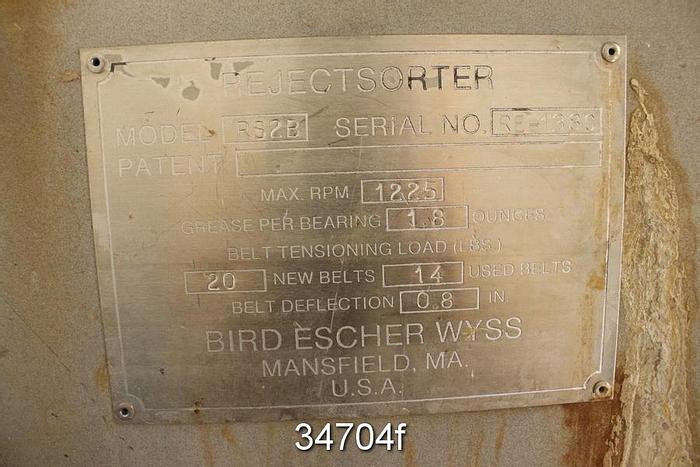 REJECTSORTER
MODEL RS2B SERIAL NO.
PATENT
MAX. RPM 1225
GREASE PER BEARING 1.8 OUNCES
BELT TENSIONING LOAD (LBS.)
20 NEW BELTS 14 USED BELTS
BELT DEFLECTION 0.8 IN.
BIRD ESCHER WYSS
MANSFIELD, MA.
U.S.A.
34704f